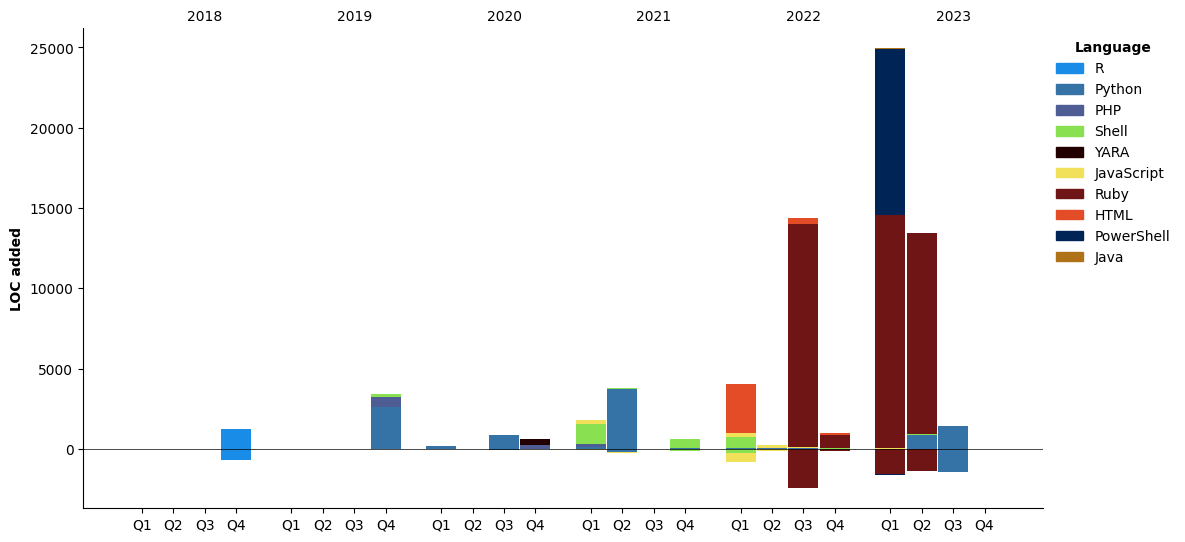 2018 2019 2020 2021 2022 2023
25000
20000
15000
10000
5000
0
LOC added
Q1 Q2 Q3 Q4 Q1 Q2 Q3 Q4 Q1 Q2 Q3 Q4 Q1 Q2 Q3 Q4 Q1 Q2 Q3 Q4 Q1 Q2 Q3 Q4
Language
R
Python
PHP
Shell
YARA
JavaScript
Ruby
HTML
PowerShell
Java